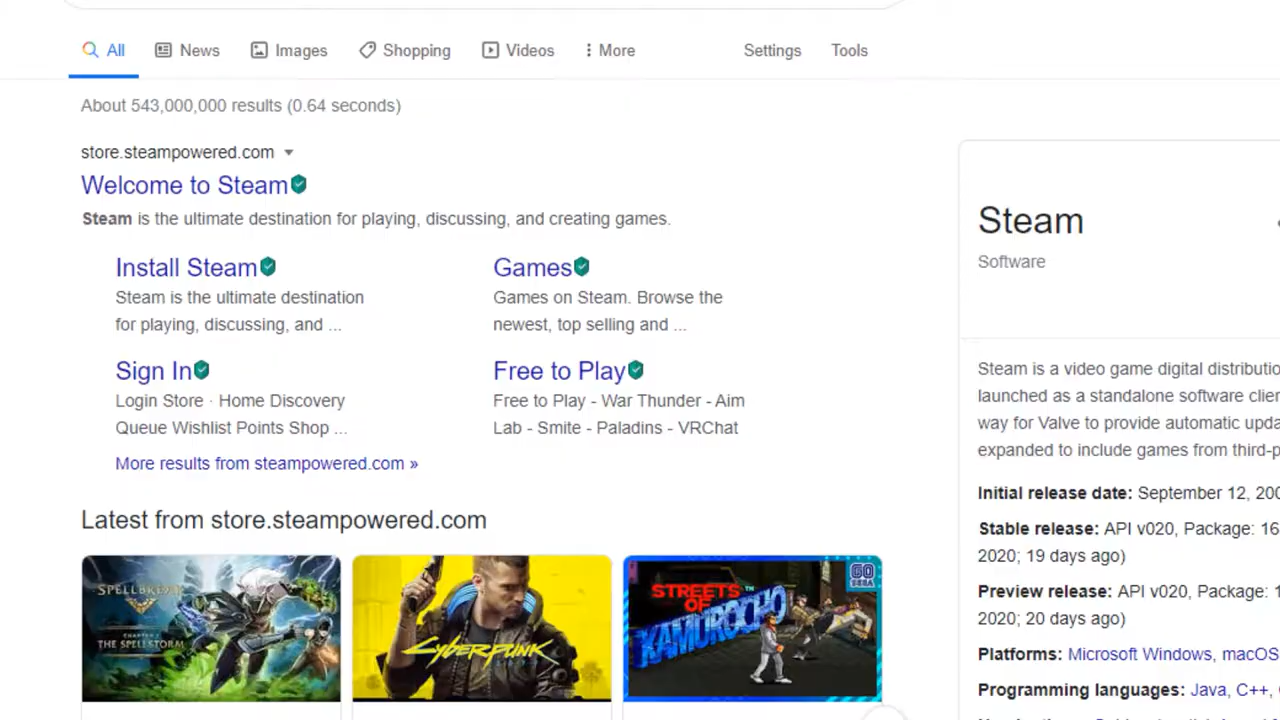 All
News
Images
Shopping
Videos
More
Settings
Tools
About 543,000,000 results (0.64 seconds)
store.steampowered.com
Welcome to Steam
Steam is the ultimate destination for playing, discussing, and creating games.
Install Steam
Steam is the ultimate destination
for playing, discussing, and ...
Games
Games on Steam. Browse the
newest, top selling and ...
Sign In
Login Store · Home Discovery
Queue Wishlist Points Shop ...
Free to Play
Free to Play - War Thunder - Aim
Lab - Smite - Paladins - VRChat
More results from steampowered.com »
Latest from store.steampowered.com
THE SPELLSTORM
CYBERPUNK
GO
SEGA
STREETS
OF
KAMUROCHO
Steam
Software
Steam is a video game digital
launched as a standalone software
way for Valve to provide automatic
expanded to include games from
Initial release date: September 12,
Stable release: API v020, Package:
2020; 19 days ago)
Preview release: API v020, Package:
2020; 20 days ago)
Platforms: Microsoft Windows, macOS
Programming languages: Java, C++,